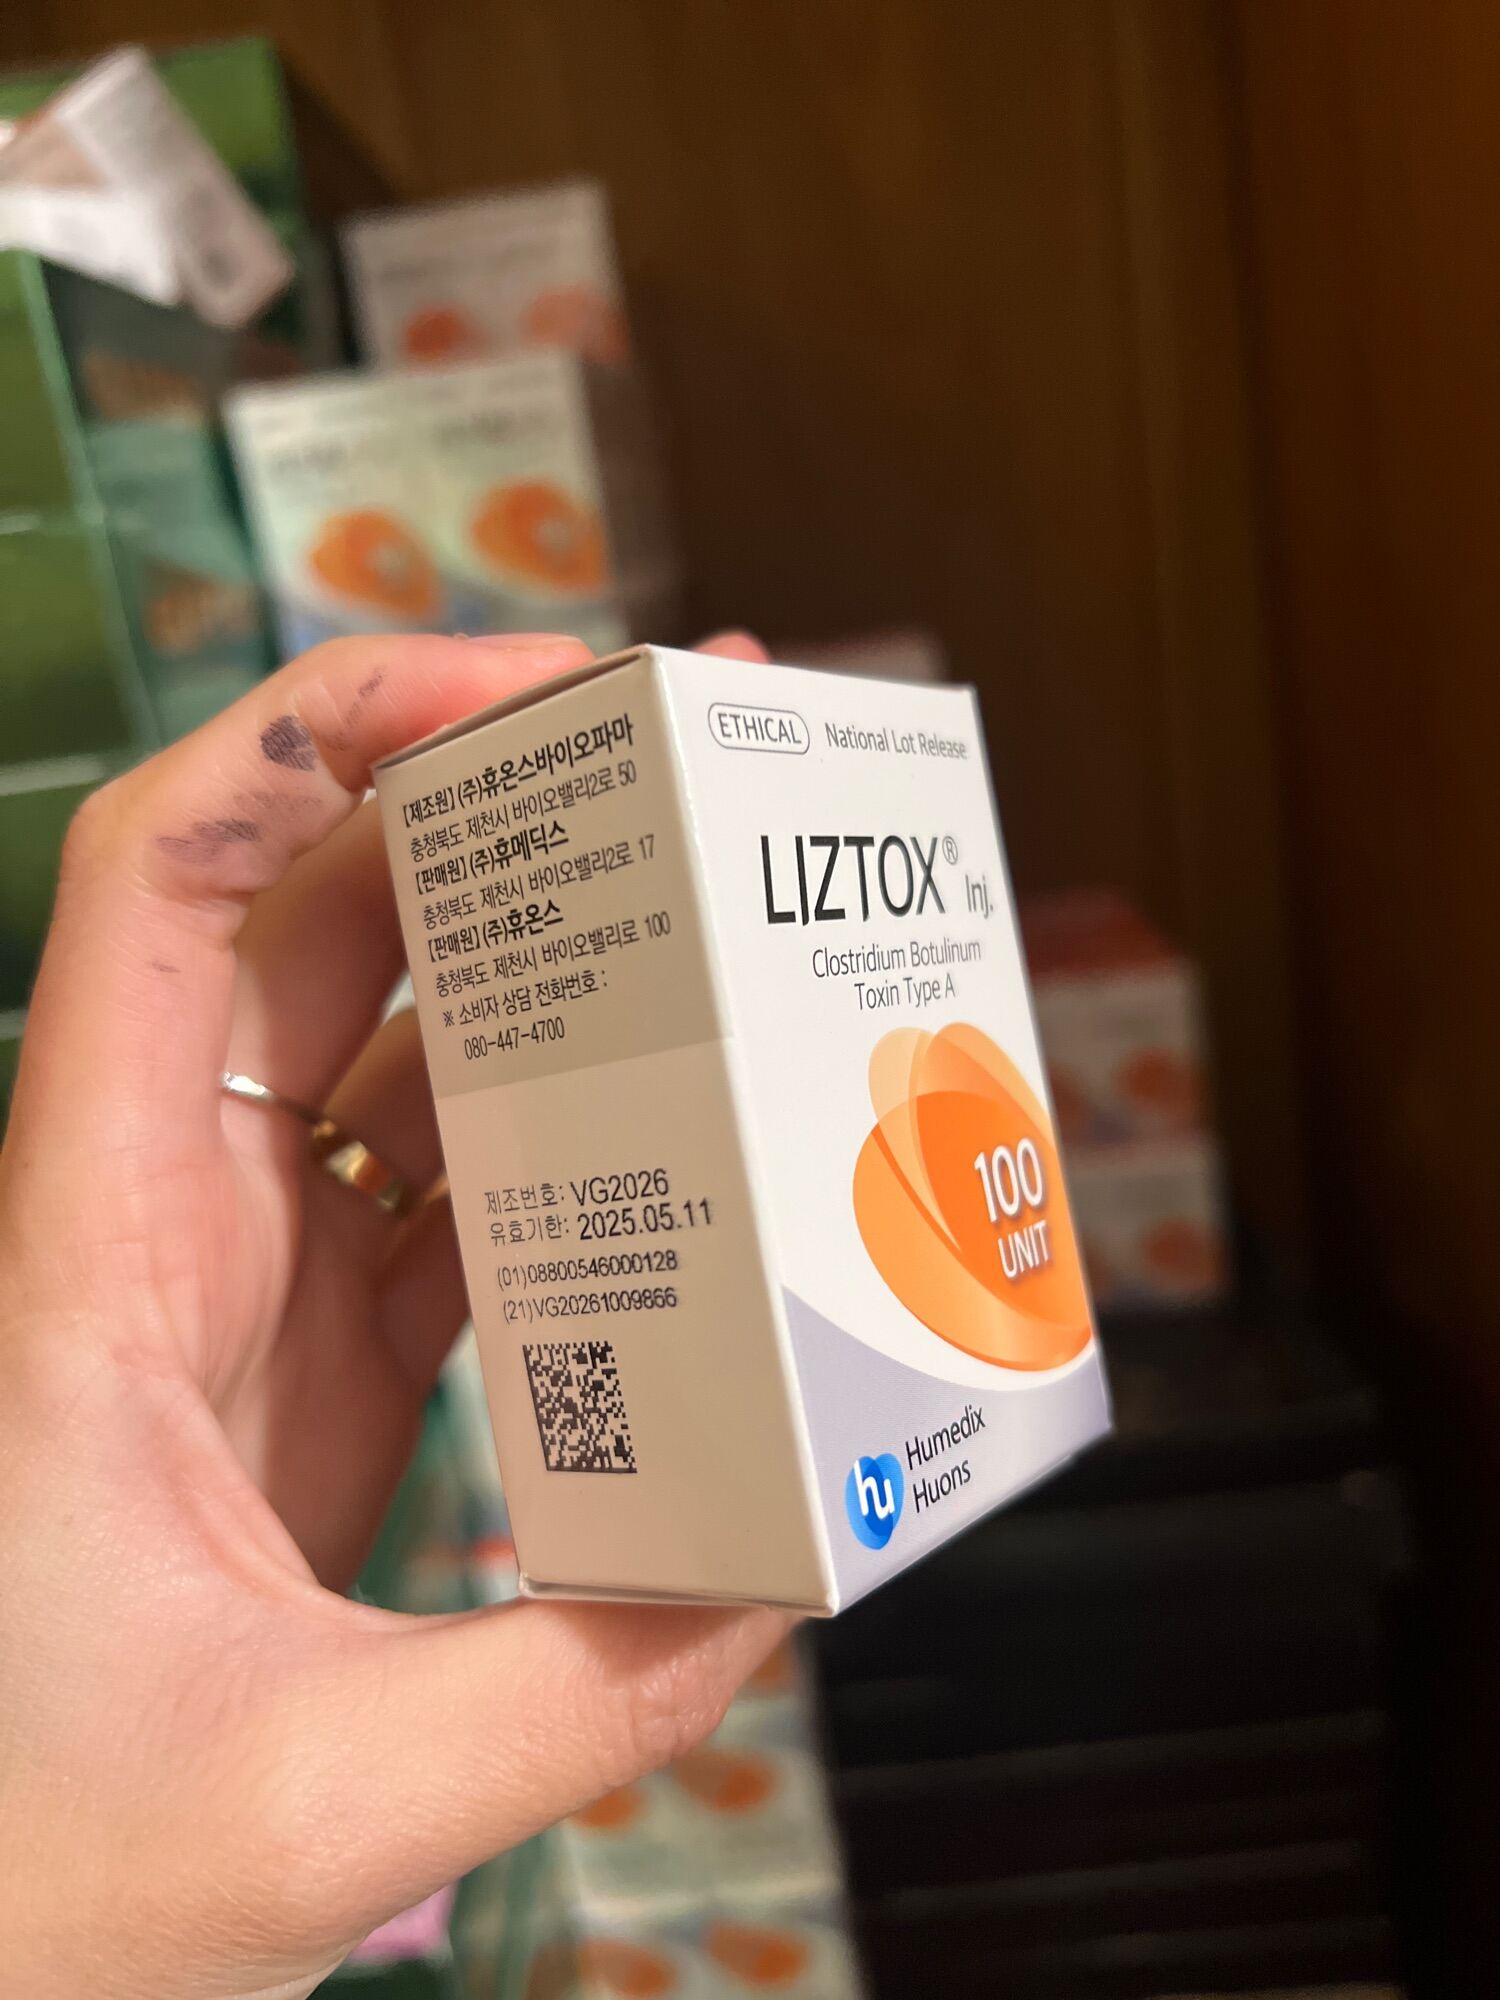 [제조원] (주)휴온스바이오파마
충청북도 제천시 바이오밸리2로 50
[판매원] (주)휴메딕스
충청북도 제천시 바이오밸리2로 17
[판매원] (주)휴온스
충청북도 제천시 바이오밸리로 100
※ 소비자 상담 전화번호 :
080-447-4700
제조번호: VG2026
유효기한: 2025.05.11
(01)08800546000128
(21)VG20261009866
ETHICAL National Lot Release
LIZTOX® Inj.
Clostridium Botulinum
Toxin Type A
100
UNIT
hu
Humedix
Huons